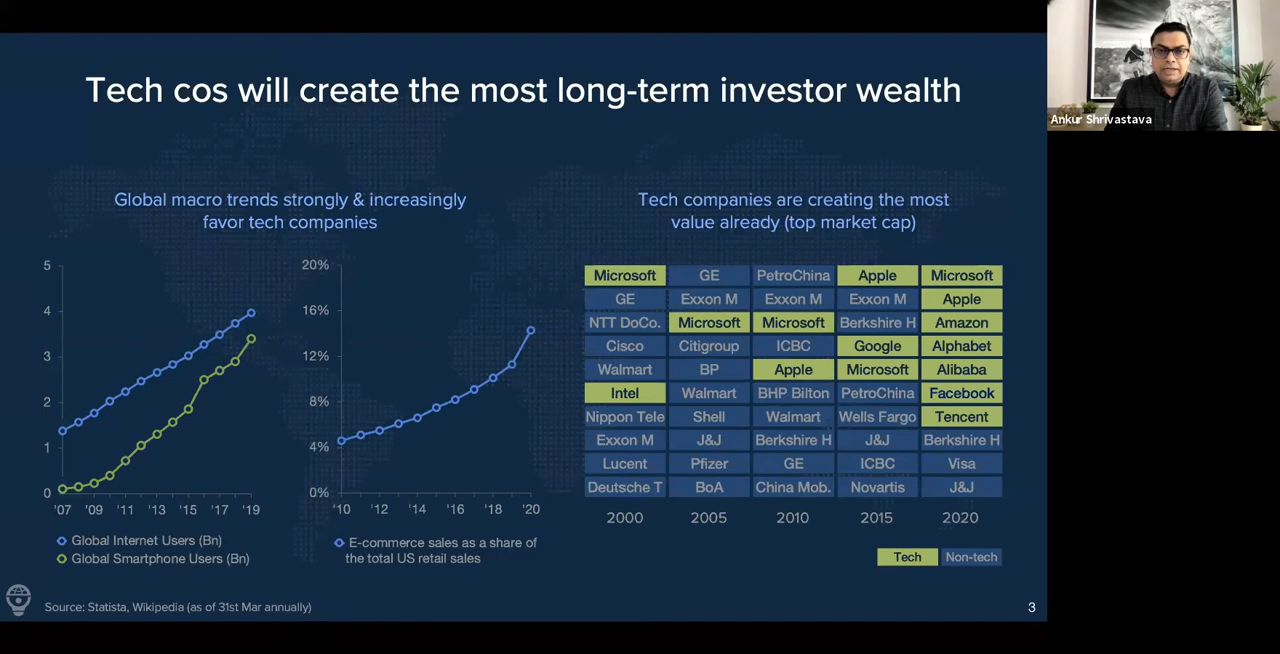 Tech cos will create the most long-term investor wealth
Ankur Shrivastava
Global macro trends strongly & increasingly
favor tech companies
Tech companies are creating the most
value already (top market cap)
5
4
3
2
1
0
'07 '09 '11 '13 '15 '17 '19
Global Internet Users (Bn)
Global Smartphone Users (Bn)
20%
16%
12%
8%
4%
0%
'10 '12 '14 '16 '18 '20
E-commerce sales as a share of
the total US retail sales
Microsoft GE PetroChina Apple Microsoft
GE Exxon M Exxon M Exxon M Apple
NTT DoCo. Microsoft Microsoft Berkshire H Amazon
Cisco Citigroup ICBC Google Alphabet
Walmart BP Apple Microsoft Alibaba
Intel Walmart BHP Bilton PetroChina Facebook
Nippon Tele Shell Walmart Wells Fargo Tencent
Exxon M J&J Berkshire H J&J Berkshire H
Lucent Pfizer GE ICBC Visa
Deutsche T BoA China Mob. Novartis J&J
2000 2005 2010 2015 2020
Tech Non-tech
Source: Statista, Wikipedia (as of 31st Mar annually)
3